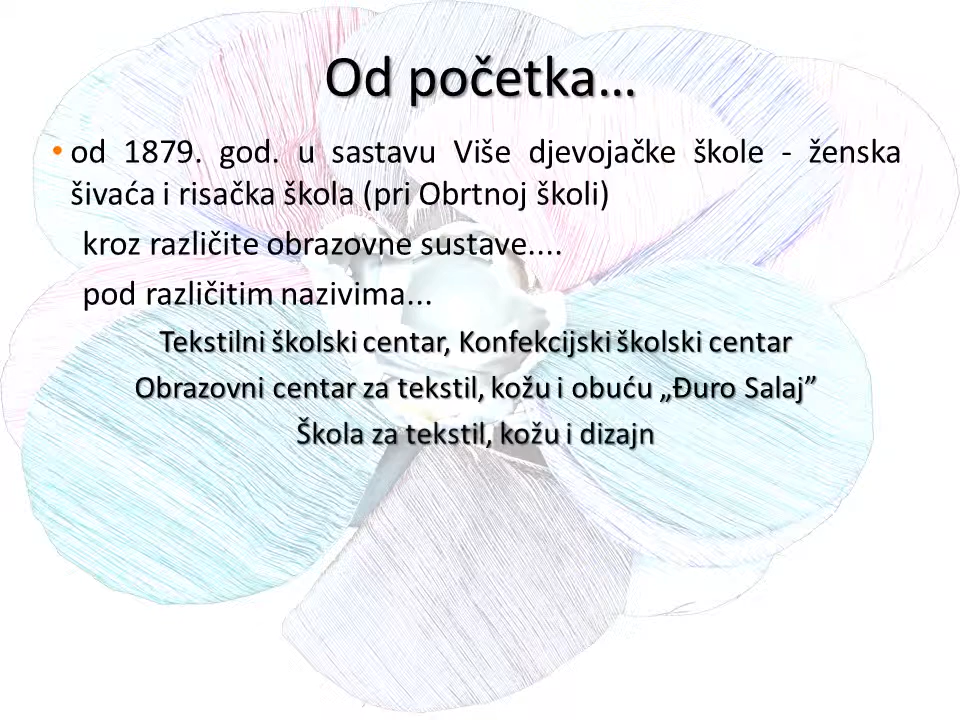 Od početka...
• od 1879. god. u sastavu Više djevojačke škole - ženska
šivaća i risačka škola (pri Obrtnoj školi)
kroz različite obrazovne sustave....
pod različitim nazivima...
Tekstilni školski centar, Konfekcijski školski centar
Obrazovni centar za tekstil, kožu i obuću „Đuro Salaj”
Škola za tekstil, kožu i dizajn